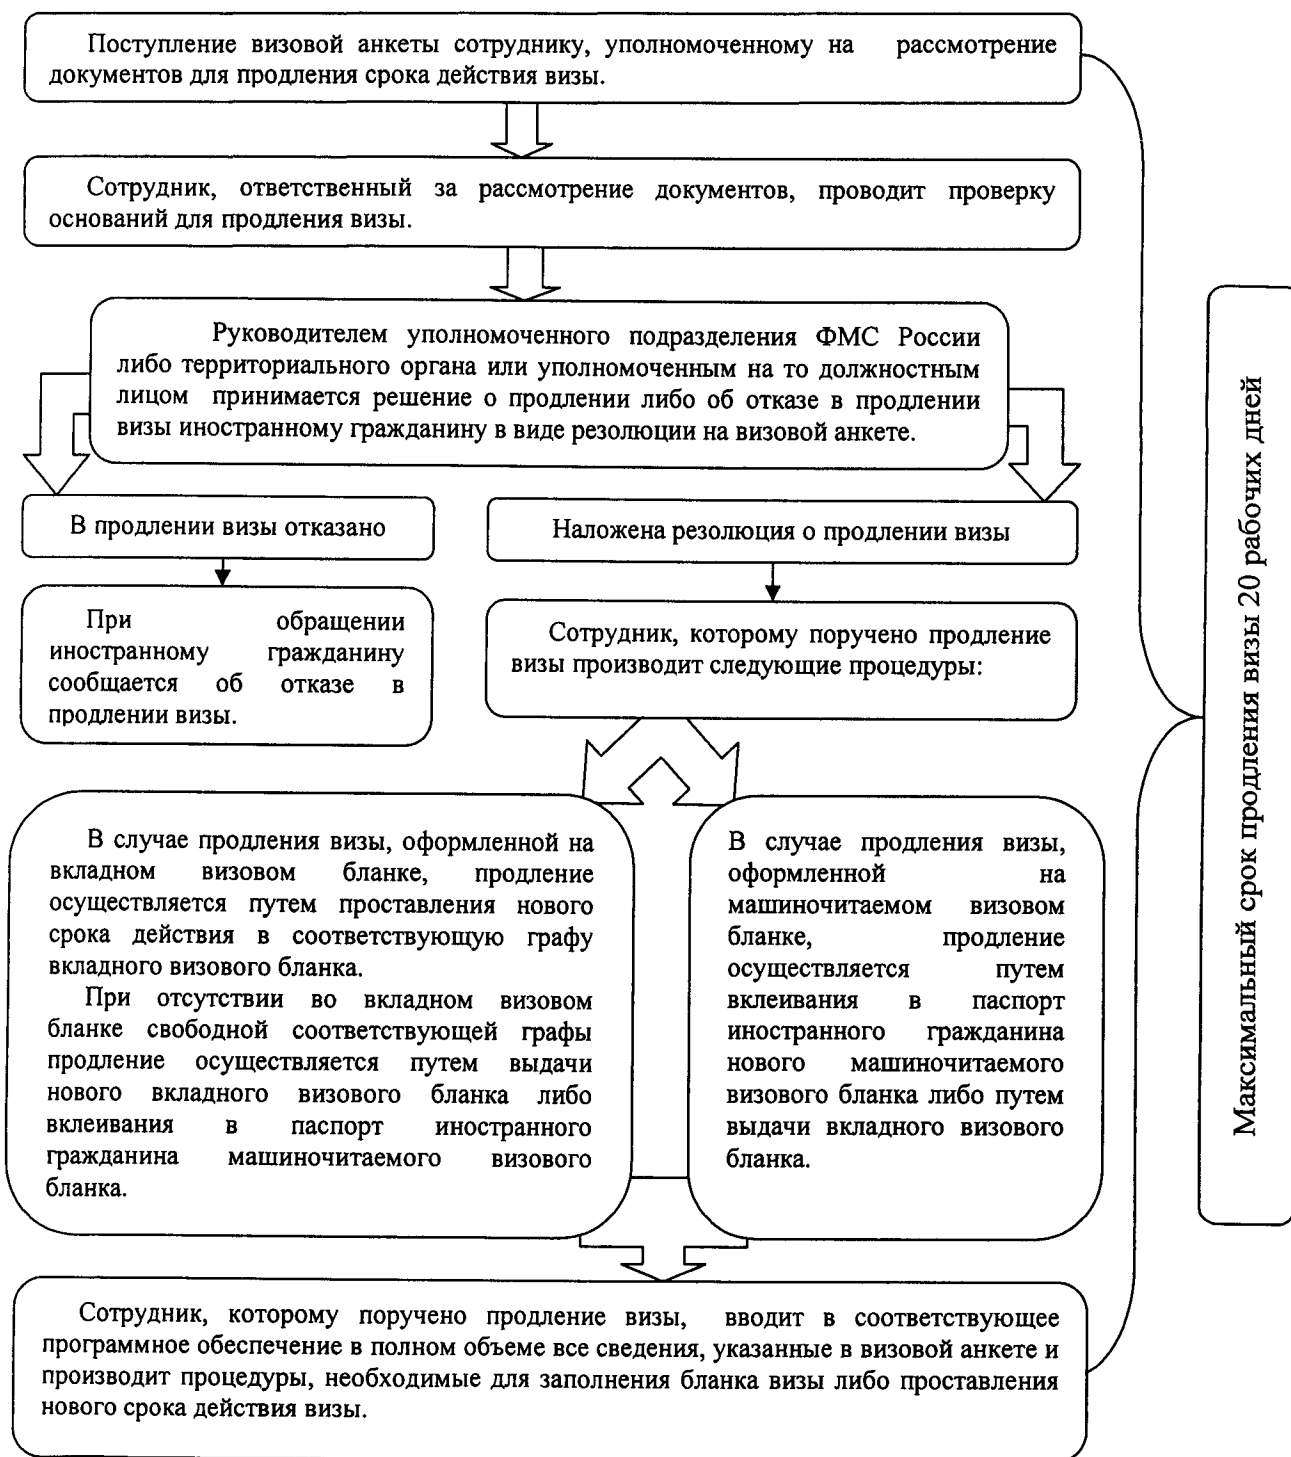 Поступление визовой анкеты сотруднику, уполномоченному на рассмотрение
документов для продления срока действия визы.
Сотрудник, ответственный за рассмотрение документов, проводит проверку
оснований для продления визы.
Руководителем уполномоченного подразделения ФМС России
либо территориального органа или уполномоченным на то должностным
лицом принимается решение о продлении либо об отказе в продлении
визы иностранному гражданину в виде резолюции на визовой анкете.
В продлении визы отказано
Наложена резолюция о продлении визы
При обращении
иностранному гражданину
сообщается об отказе в
продлении визы.
Сотрудник, которому поручено продление
визы производит следующие процедуры:
В случае продления визы, оформленной на
вкладном визовом бланке, продление
осуществляется путем проставления нового
срока действия в соответствующую графу
вкладного визового бланка.
При отсутствии во вкладном визовом
бланке свободной соответствующей графы
продление осуществляется путем выдачи
нового вкладного визового бланка либо
вклеивания в паспорт иностранного
гражданина машиночитаемого визового
бланка.
В случае продления визы,
оформленной на
машиночитаемом визовом
бланке, продление
осуществляется путем
вклеивания в паспорт
иностранного гражданина
нового машиночитаемого
визового бланка либо путем
выдачи вкладного визового
бланка.
Сотрудник, которому поручено продление визы, вводит в соответствующее
программное обеспечение в полном объеме все сведения, указанные в визовой анкете и
производит процедуры, необходимые для заполнения бланка визы либо проставления
нового срока действия визы.
Максимальный срок продления визы 20 рабочих дней